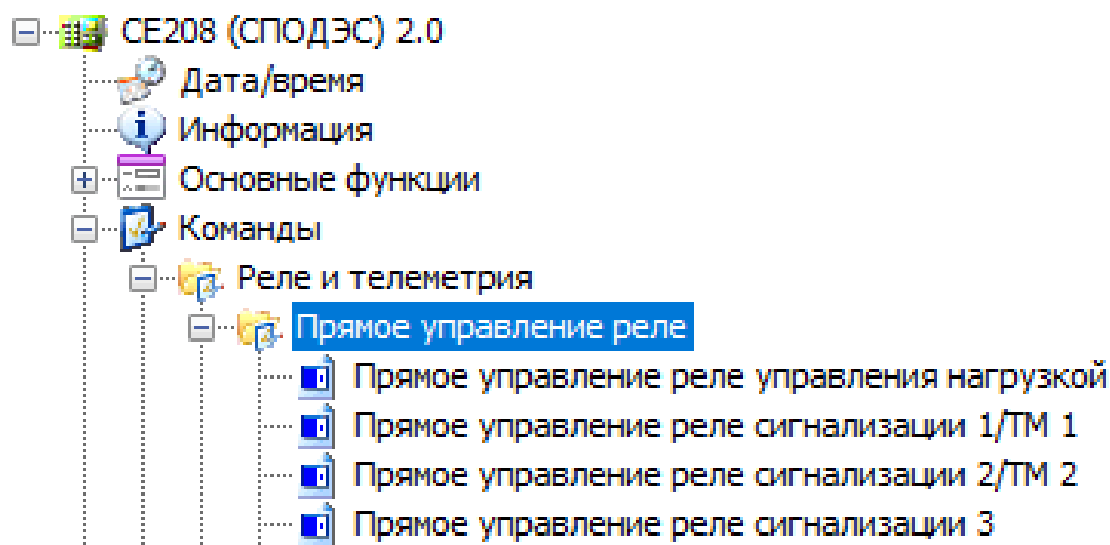 CE208 (СПОДЭС) 2.0
Дата/время
Информация
Основные функции
Команды
Реле и телеметрия
Прямое управление реле
Прямое управление реле управления нагрузкой
Прямое управление реле сигнализации 1/ТМ 1
Прямое управление реле сигнализации 2/ТМ 2
Прямое управление реле сигнализации 3